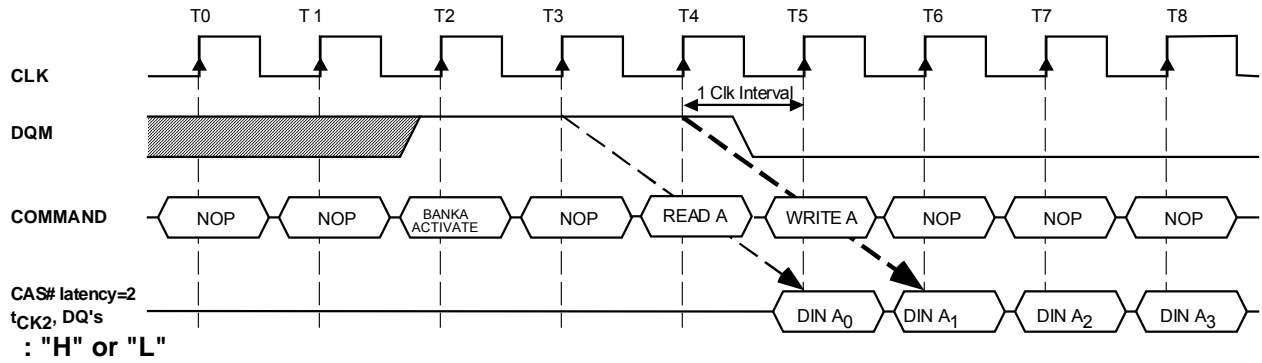 T0 T 1 T2 T3 T4 T5 T6 T7 T8
CLK
1 Clk Interval
DQM
COMMAND NOP NOP BANKA ACTIVATE NOP READ A WRITE A NOP NOP NOP
CAS# latency=2
tCK2, DQ's DIN A0 DIN A1 DIN A2 DIN A3
: "H" or "L"